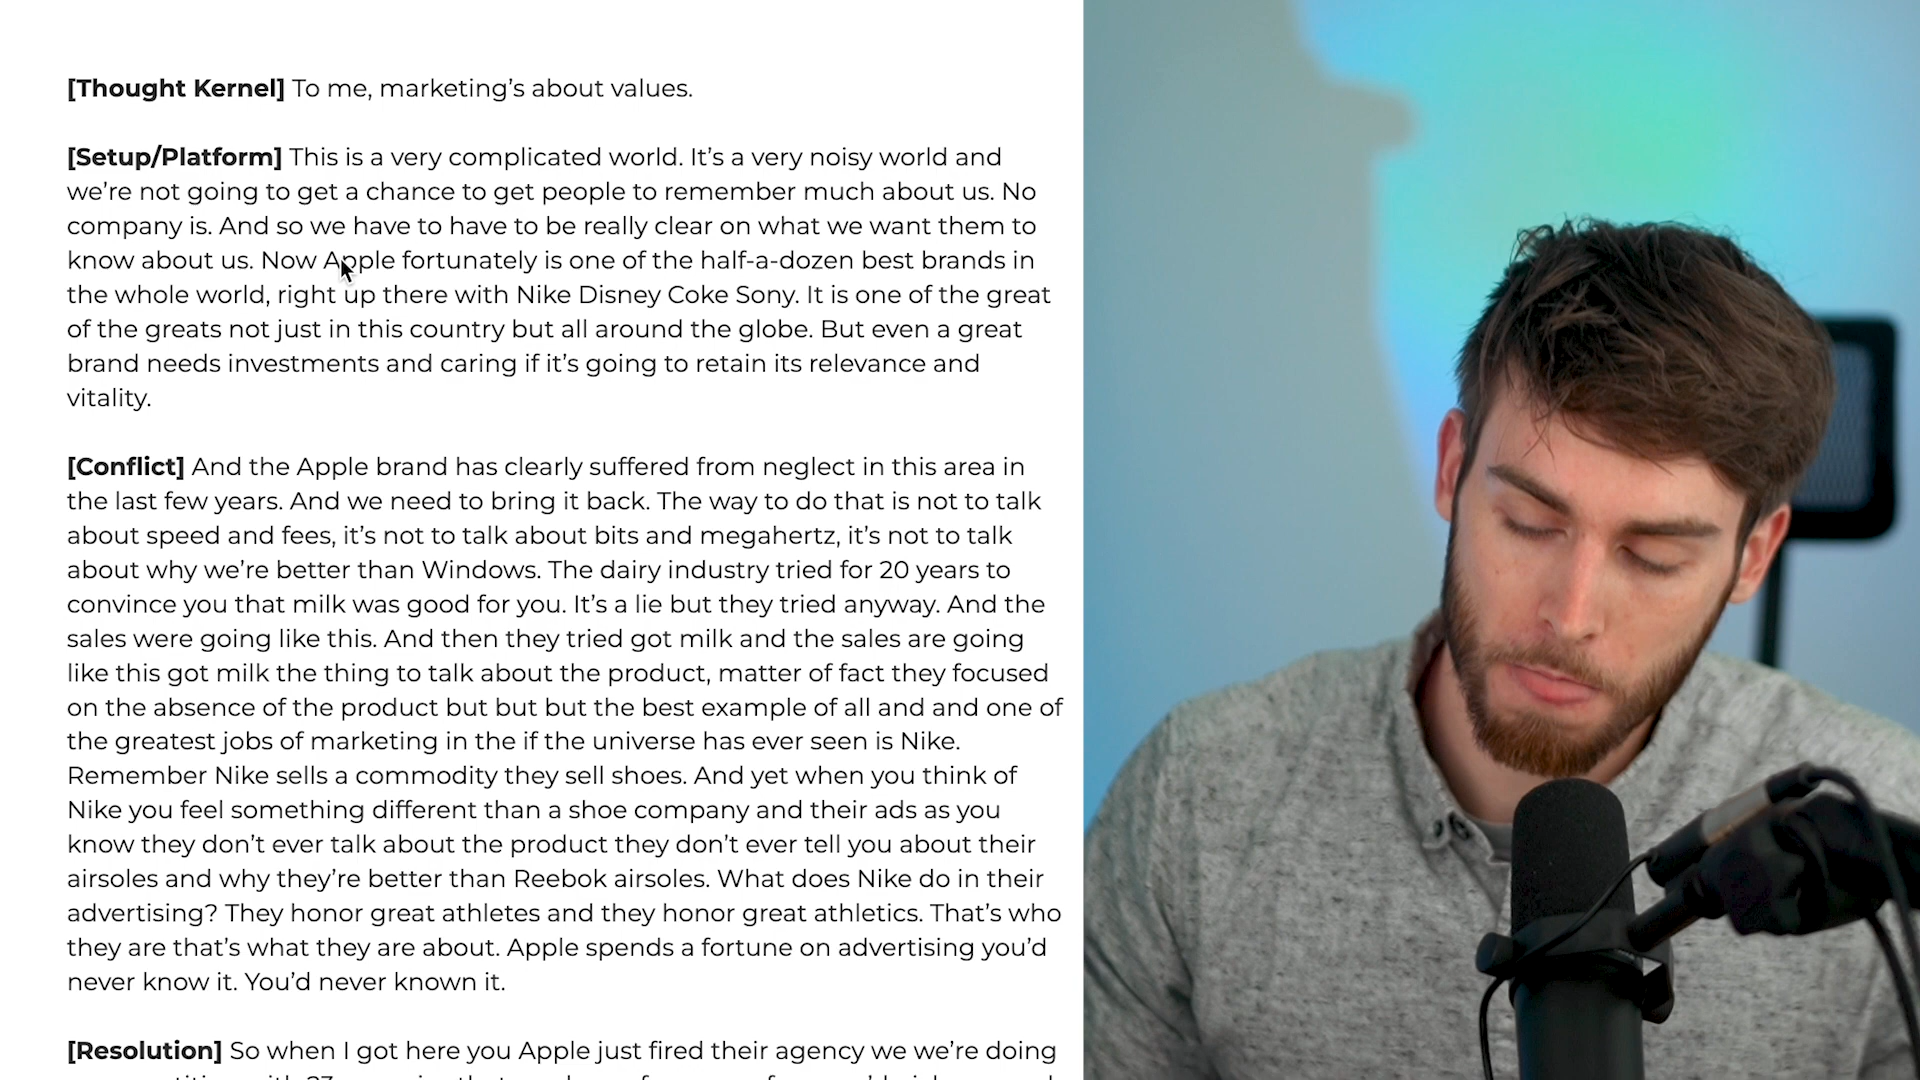 [Thought Kernel] To me, marketing’s about values.
[Setup/Platform] This is a very complicated world. It’s a very noisy world and
we’re not going to get a chance to get people to remember much about us. No
company is. And so we have to have to be really clear on what we want them to
know about us. Now Apple fortunately is one of the half-a-dozen best brands in
the whole world, right up there with Nike Disney Coke Sony. It is one of the great
of the greats not just in this country but all around the globe. But even a great
brand needs investments and caring if it’s going to retain its relevance and
vitality.
[Conflict] And the Apple brand has clearly suffered from neglect in this area in
the last few years. And we need to bring it back. The way to do that is not to talk
about speed and fees, it’s not to talk about bits and megahertz, it’s not to talk
about why we’re better than Windows. The dairy industry tried for 20 years to
convince you that milk was good for you. It’s a lie but they tried anyway. And the
sales were going like this. And then they tried got milk and the sales are going
like this got milk the thing to talk about the product, matter of fact they focused
on the absence of the product but but but the best example of all and and one of
the greatest jobs of marketing in the if the universe has ever seen is Nike.
Remember Nike sells a commodity they sell shoes. And yet when you think of
Nike you feel something different than a shoe company and their ads as you
know they don’t ever talk about the product they don’t ever tell you about their
airsoles and why they’re better than Reebok airsoles. What does Nike do in their
advertising? They honor great athletes and they honor great athletics. That’s who
they are that’s what they are about. Apple spends a fortune on advertising you’d
never know it. You’d never known it.
[Resolution] So when I got here you Apple just fired their agency we we’re doing